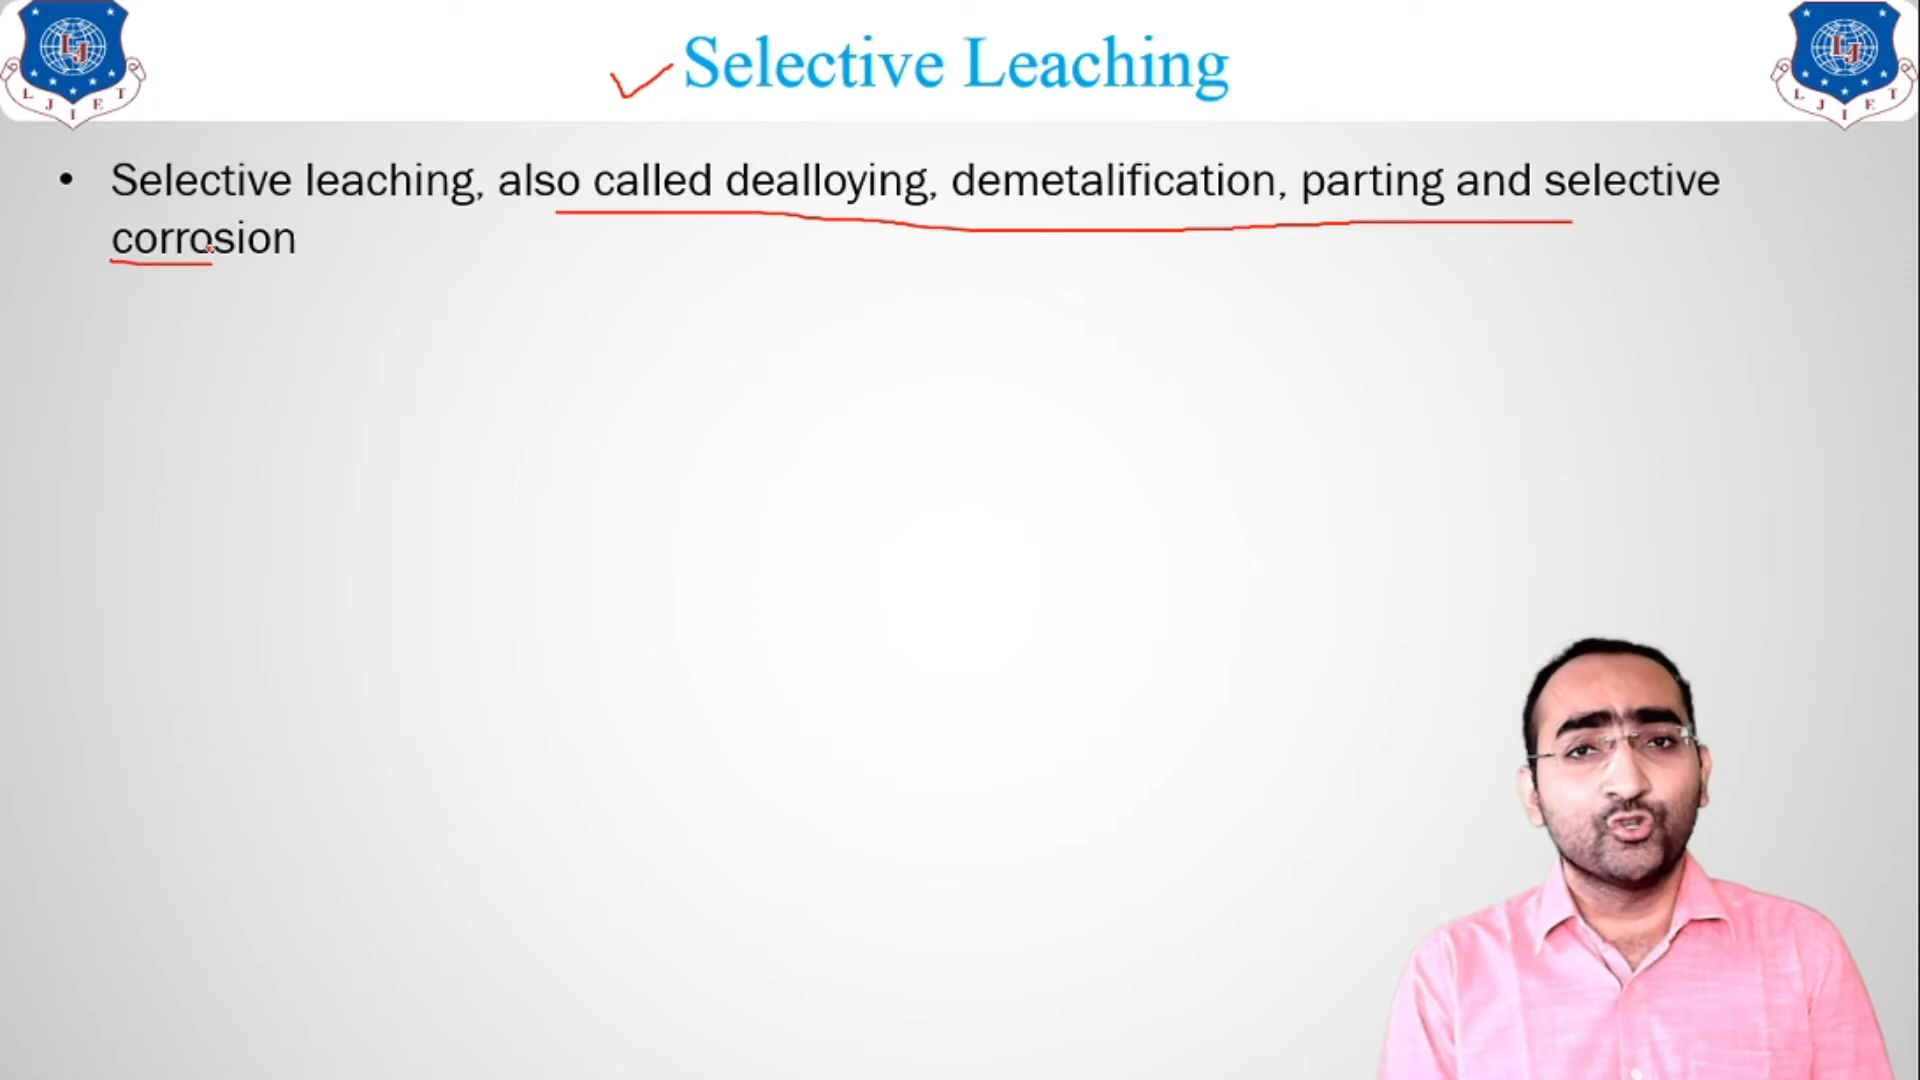 Selective Leaching
• Selective leaching, also called dealloying, demetalification, parting and selective
corrosion
L J I E T
L J I E T